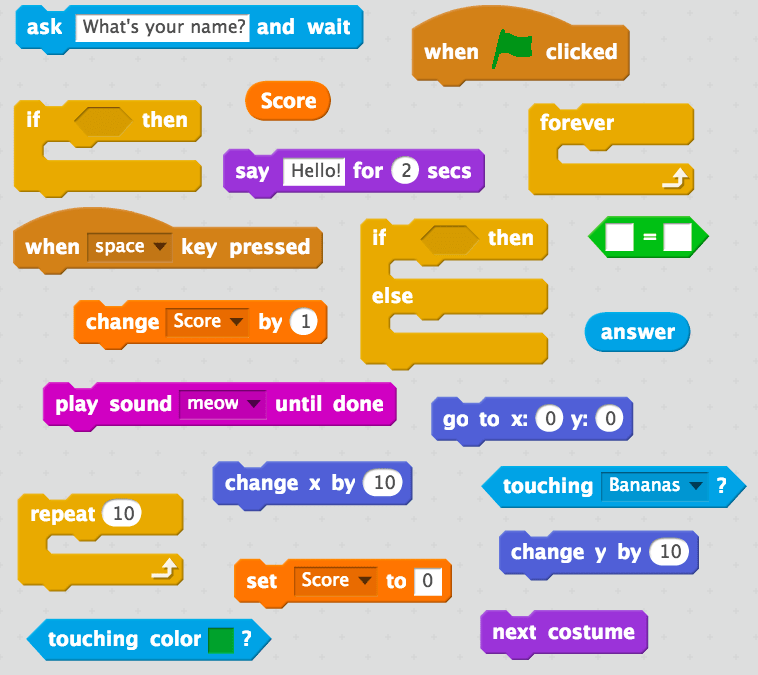 ask What's your name? and wait
when clicked
Score
if then
forever
say Hello! for 2 secs
when space key pressed
if then
else
=
change Score by 1
answer
play sound meow until done
go to x: 0 y: 0
change x by 10
touching Bananas ?
repeat 10
change y by 10
set Score to 0
touching color ?
next costume